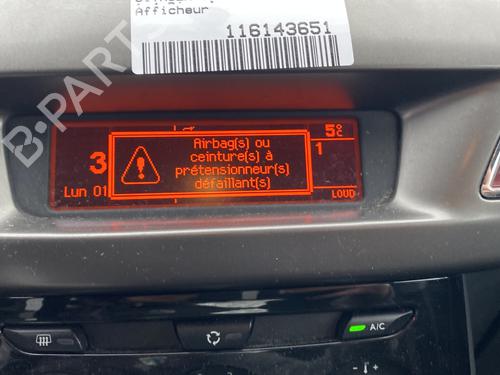 Afficheur
116143651
B-PARTS
5°C
Airbag(s) ou
ceinture(s) à
prétensionneur(s)
défaillant(s)
3
1
Lun 01
LOUD
A/C
- +